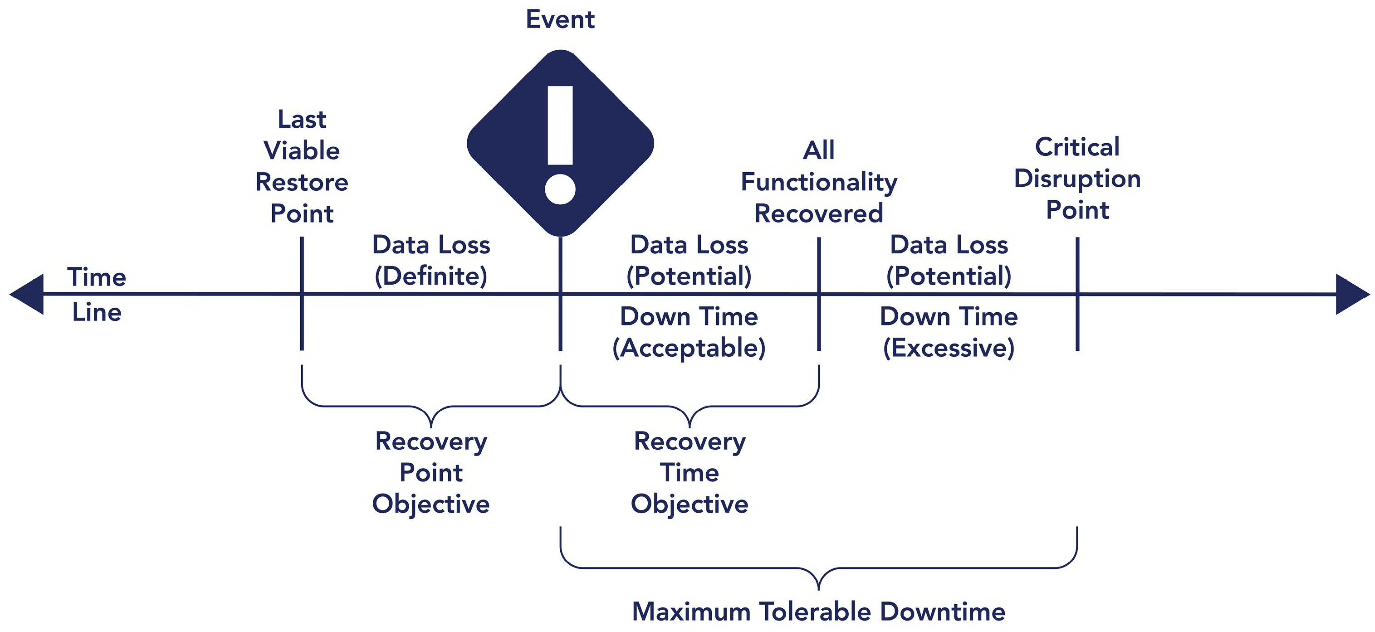 Event
Last
Viable
Restore
Point
All
Functionality
Recovered
Critical
Disruption
Point
Data Loss
(Definite)
Data Loss
(Potential)
Data Loss
(Potential)
Time
Line
Down Time
(Acceptable)
Down Time
(Excessive)
Recovery
Point
Objective
Recovery
Time
Objective
Maximum Tolerable Downtime